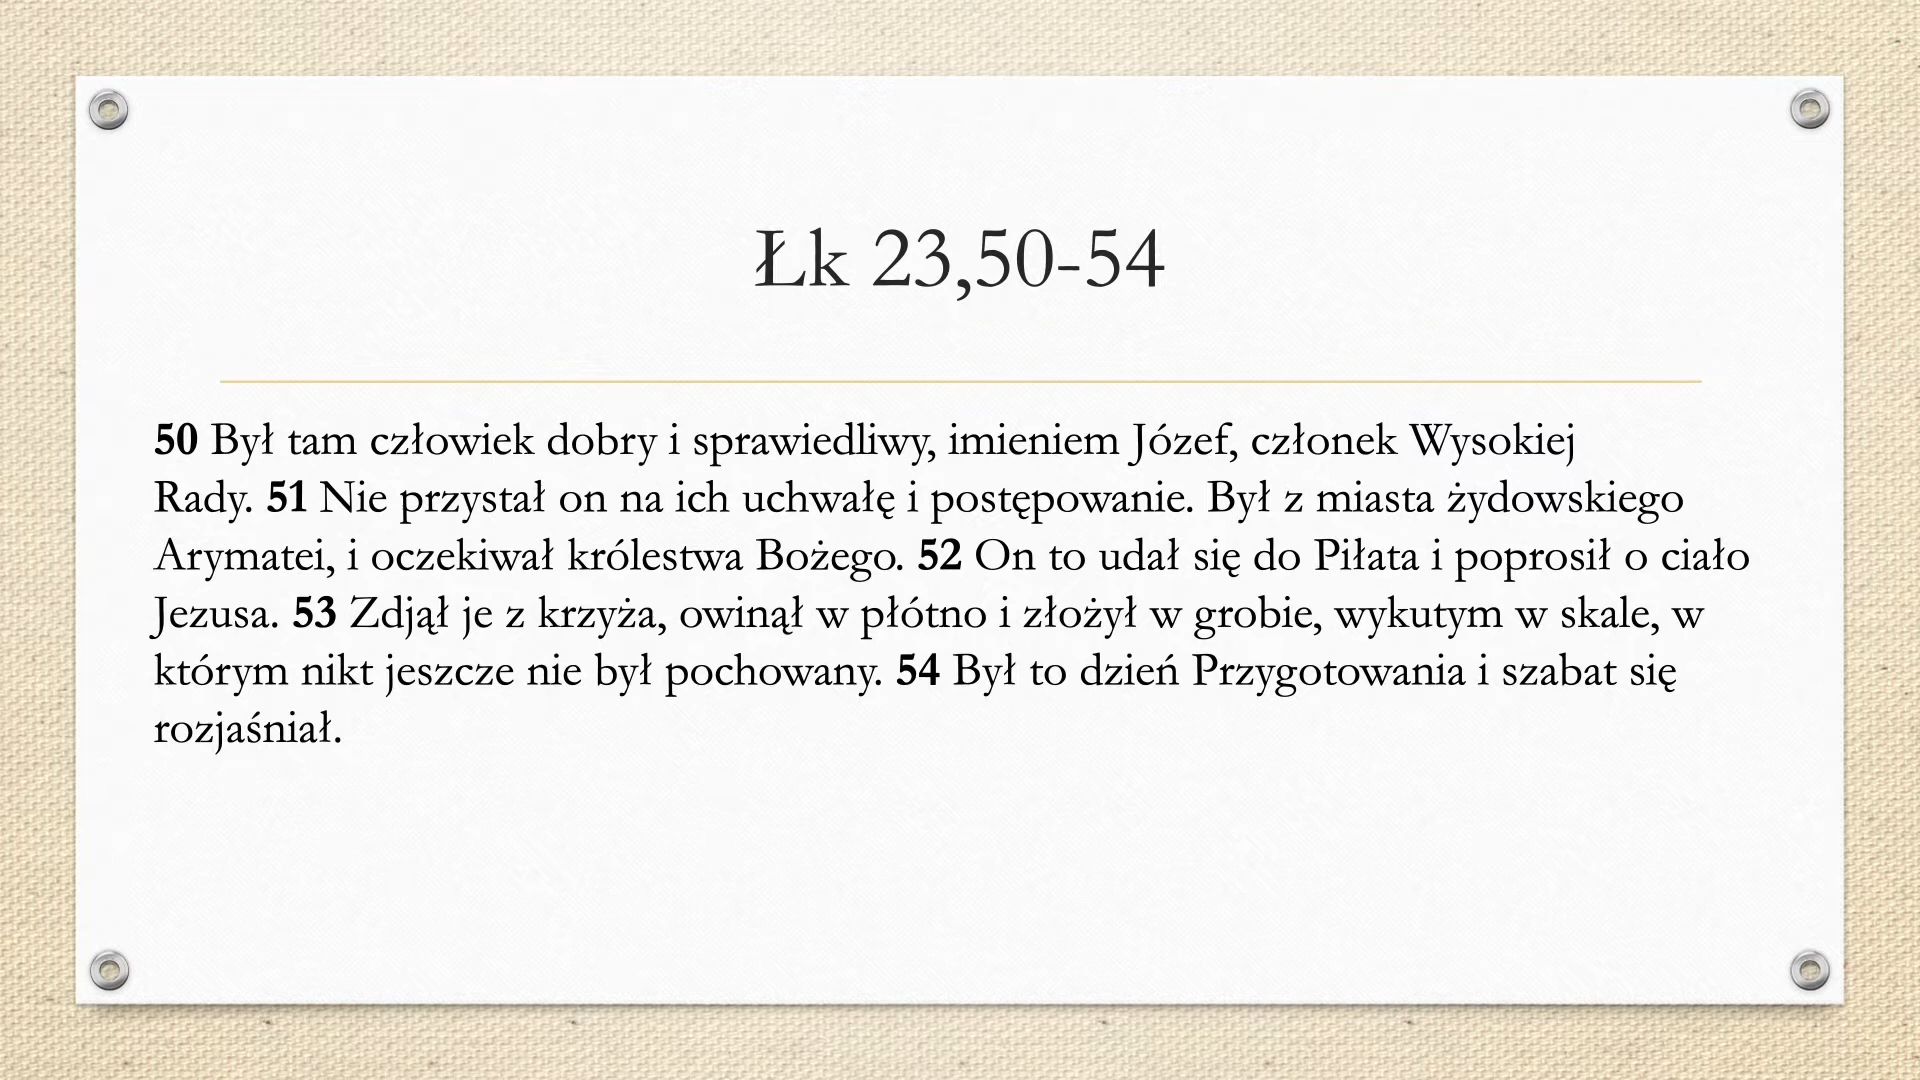 Łk 23,50-54
50 Był tam człowiek dobry i sprawiedliwy, imieniem Józef, członek Wysokiej
Rady. 51 Nie przystał on na ich uchwałę i postępowanie. Był z miasta żydowskiego
Arymatei, i oczekiwał królestwa Bożego. 52 On to udał się do Piłata i poprosił o ciało
Jezusa. 53 Zdjął je z krzyża, owinął w płótno i złożył w grobie, wykutym w skale, w
którym nikt jeszcze nie był pochowany. 54 Był to dzień Przygotowania i szabat się
rozjaśniał.